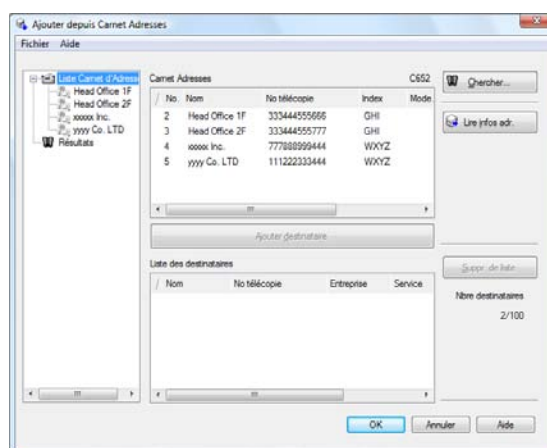 Ajouter depuis Carnet Adresses
Fichier Aide
Liste Carnet d'Adress
Head Office 1F
Head Office 2F
xxxxx Inc.
yyyy Co. LTD
Résultats
Carnet Adresses C652
No. Nom No télécopie Index Mode
2 Head Office 1F 333444555666 GHI
3 Head Office 2F 333444555777 GHI
4 xxxxx Inc. 777888999444 WXYZ
5 yyyy Co. LTD 111222333444 WXYZ
Chercher...
Lire infos adr.
Ajouter destinataire
Liste des destinataires
Nom No télécopie Entreprise Service
Suppr. de liste
Nbre destinataires
2/100
OK Annuler Aide